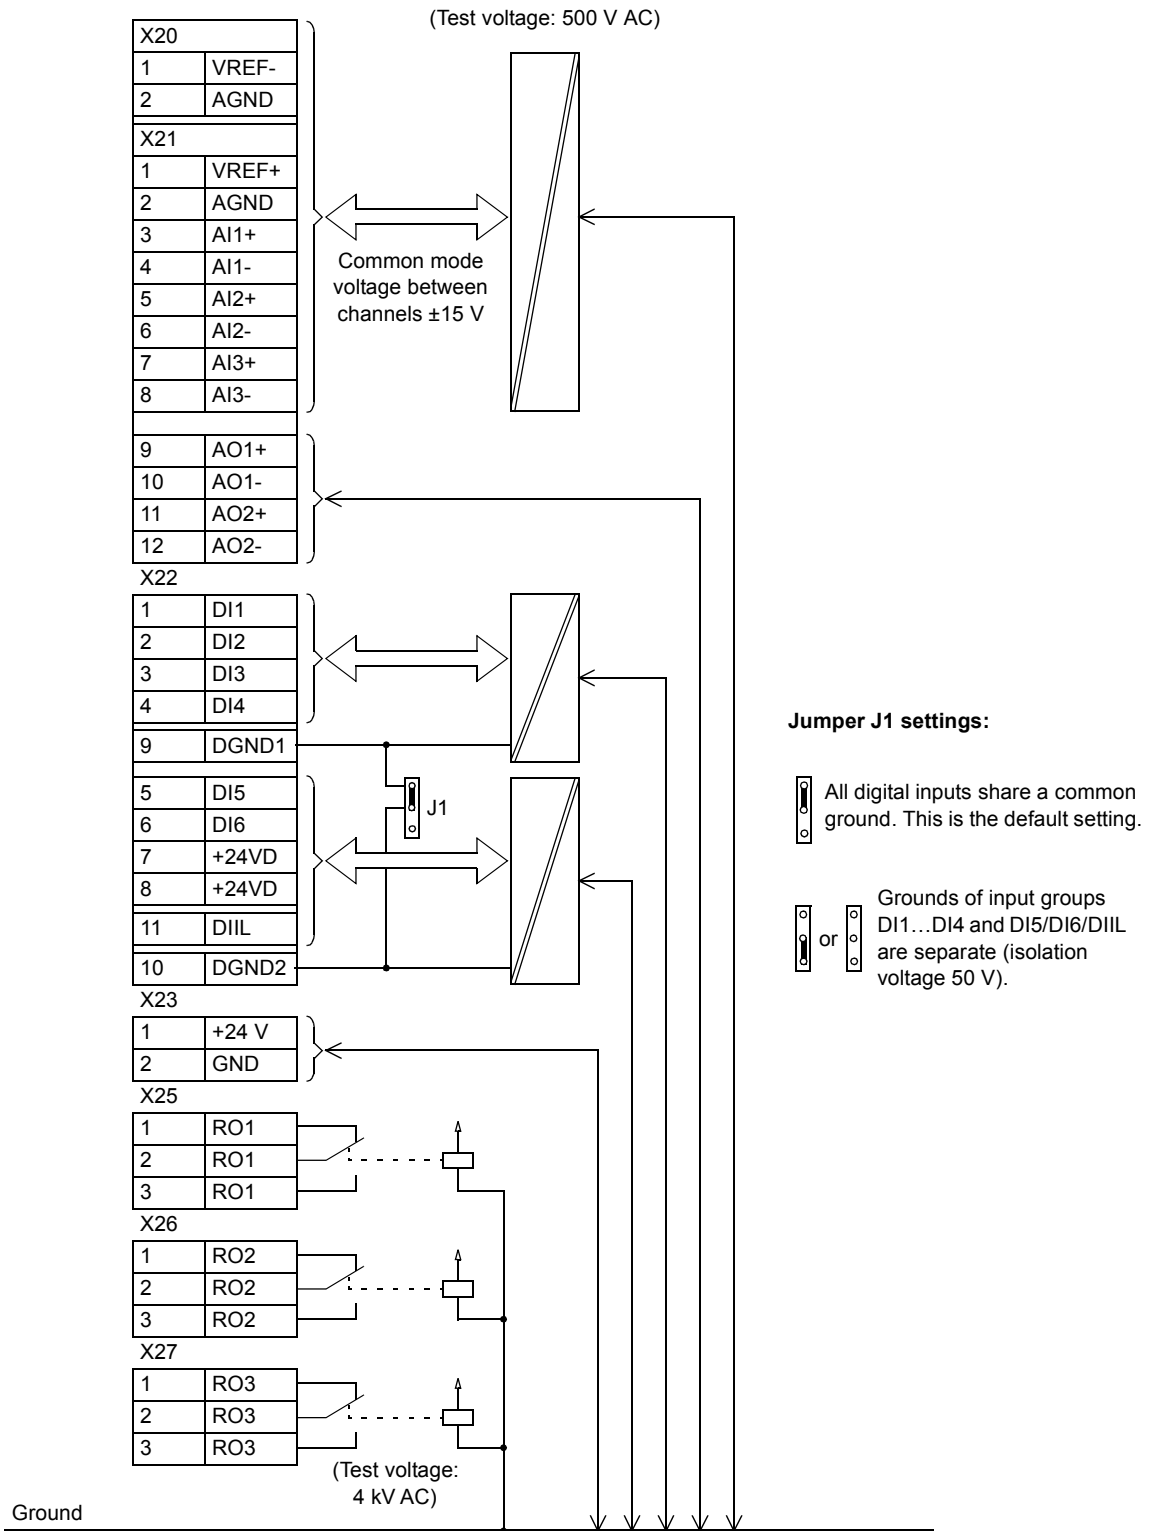 (Test voltage: 500 V AC)
X20
1 VREF-
2 AGND
X21
1 VREF+
2 AGND
3 AI1+
4 AI1-
5 AI2+
6 AI2-
7 AI3+
8 AI3-
Common mode
voltage between
channels ±15 V
9 AO1+
10 AO1-
11 AO2+
12 AO2-
X22
1 DI1
2 DI2
3 DI3
4 DI4
9 DGND1
5 DI5
6 DI6
7 +24VD
8 +24VD
11 DIIL
10 DGND2
J1
Jumper J1 settings:
All digital inputs share a common
ground. This is the default setting.
or
Grounds of input groups
DI1…DI4 and DI5/DI6/DIIL
are separate (isolation
voltage 50 V).
X23
1 +24 V
2 GND
X25
1 RO1
2 RO1
3 RO1
X26
1 RO2
2 RO2
3 RO2
X27
1 RO3
2 RO3
3 RO3
(Test voltage:
4 kV AC)
Ground